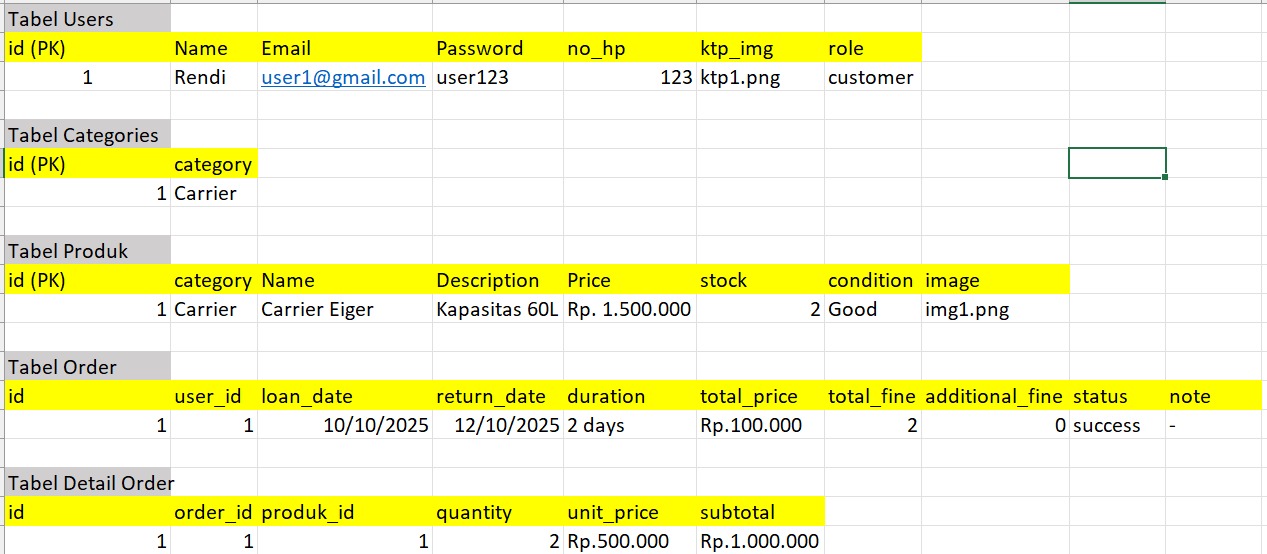 Tabel Users
id (PK) Name Email Password no_hp ktp_img role
1 Rendi user1@gmail.com user123 123 ktp1.png customer
Tabel Categories
id (PK) category
1 Carrier
Tabel Produk
id (PK) category Name Description Price stock condition image
1 Carrier Carrier Eiger Kapasitas 60L Rp. 1.500.000 2 Good img1.png
Tabel Order
id user_id loan_date return_date duration total_price total_fine additional_fine status note
1 1 10/10/2025 12/10/2025 2 days Rp.100.000 2 0 success -
Tabel Detail Order
id order_id produk_id quantity unit_price subtotal
1 1 1 2 Rp.500.000 Rp.1.000.000